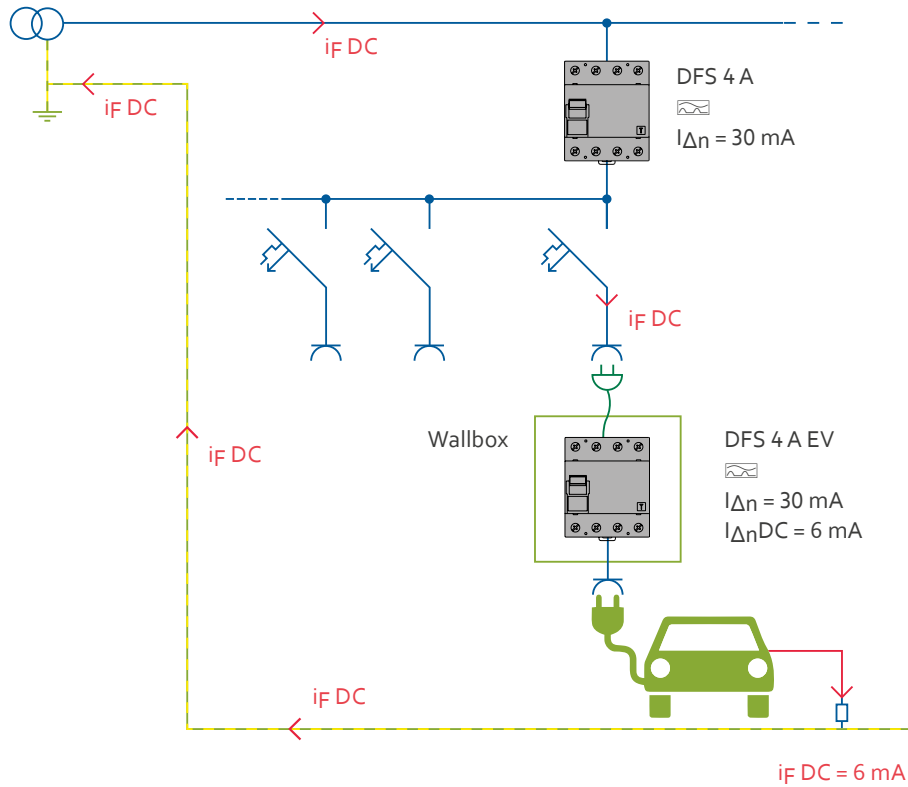 iF DC
DFS 4 A
iF DC
T
IΔn = 30 mA
iF DC
Wallbox
DFS 4 A EV
iF DC
T
IΔn = 30 mA
IΔnDC = 6 mA
iF DC
iF DC = 6 mA